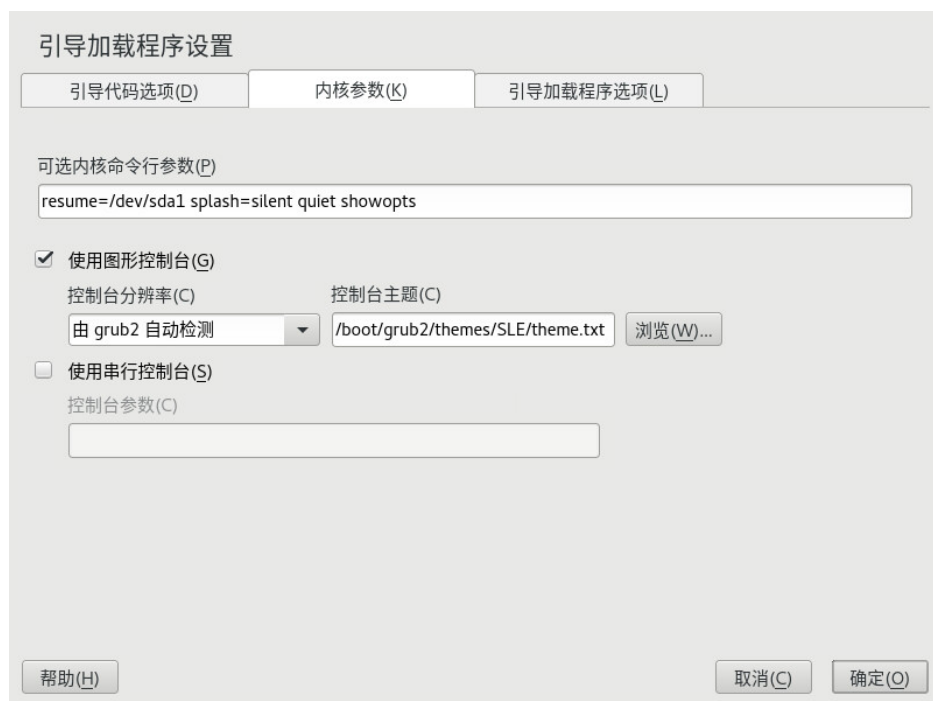 引导加载程序设置
引导代码选项(D) 内核参数(K) 引导加载程序选项(L)
可选内核命令行参数(P)
resume=/dev/sda1 splash=silent quiet showopts
使用图形控制台(G)
控制台分辨率(C) 控制台主题(C)
由 grub2 自动检测 /boot/grub2/themes/SLE/theme.txt 浏览(W)...
使用串行控制台(S)
控制台参数(C)
帮助(H) 取消(C) 确定(O)